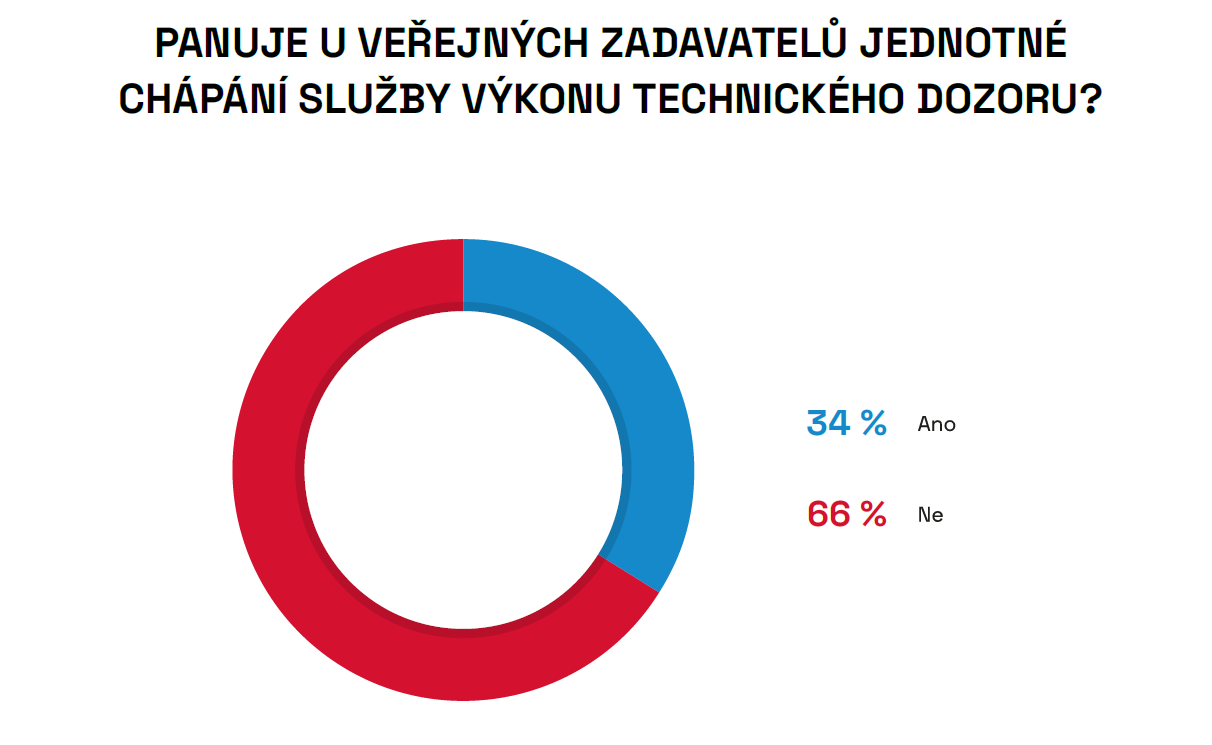 PANUJE U VEŘEJNÝCH ZADAVATELŮ JEDNOTNÉ
CHÁPÁNÍ SLUŽBY VÝKONU TECHNICKÉHO DOZORU?
34 % Ano
66 % Ne